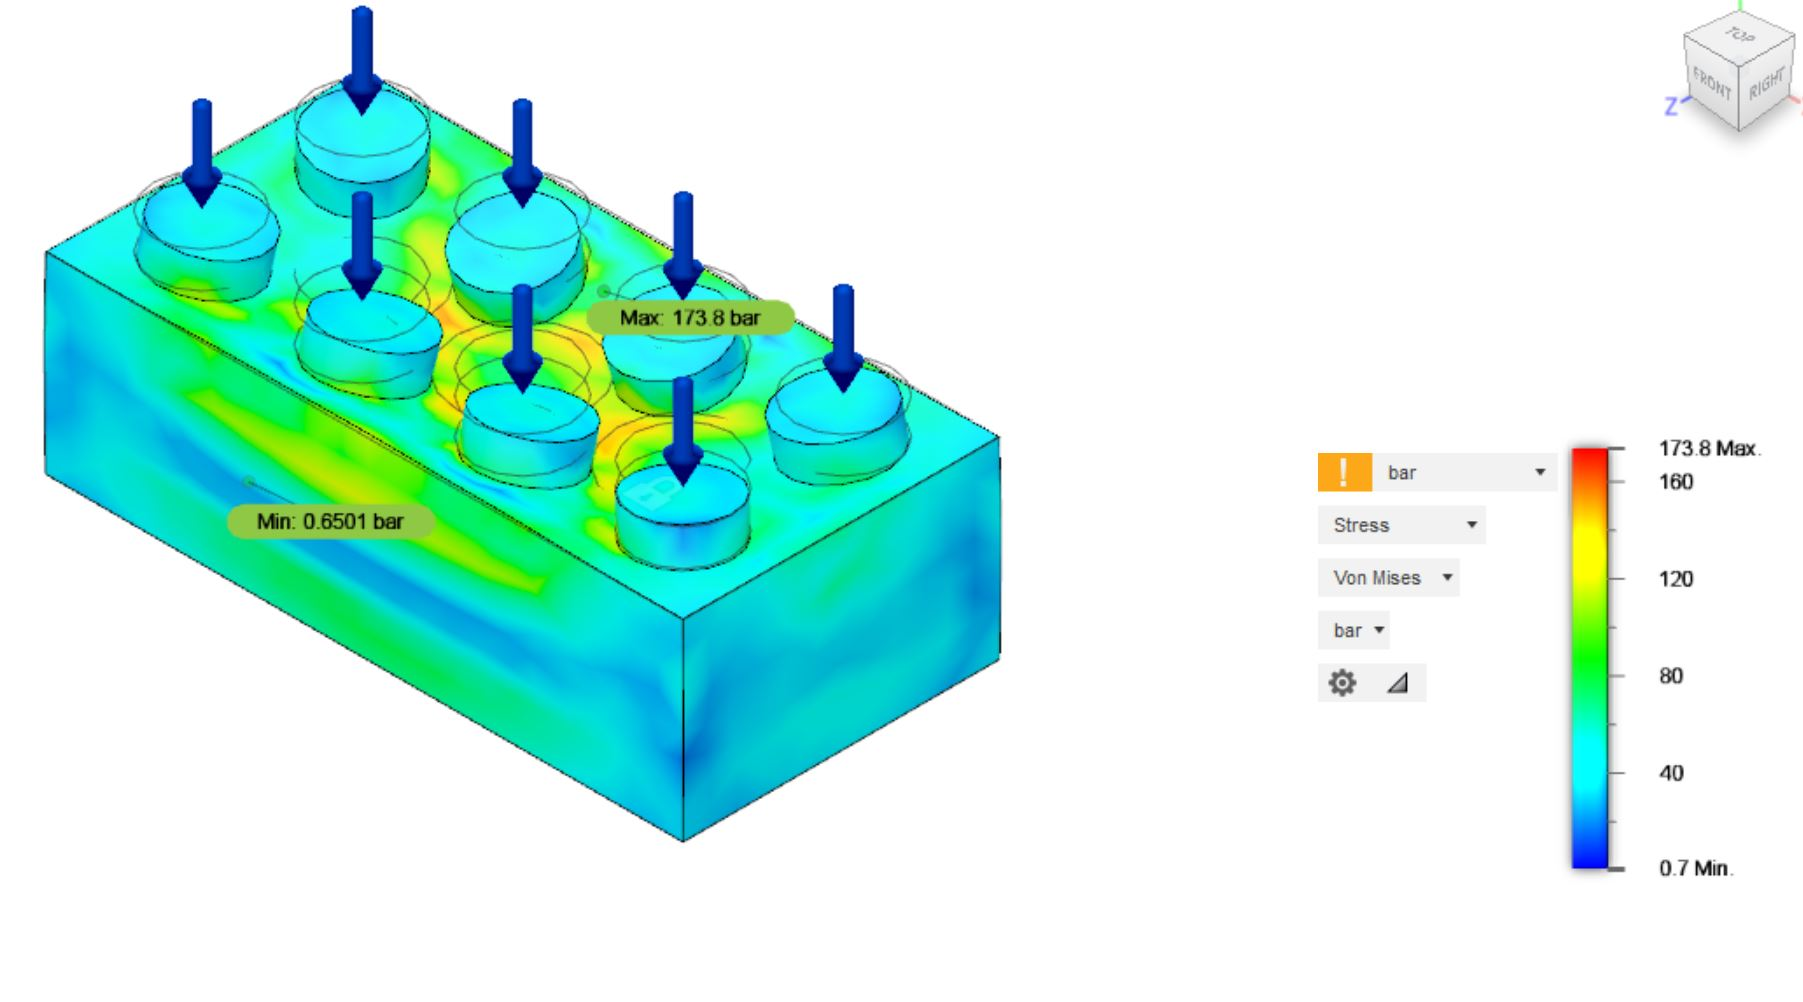 TOP
FRONT
RIGHT
Z
Max: 173.8 bar
Min: 0.6501 bar
! bar
Stress
Von Mises
bar
173.8 Max.
160
120
80
40
0.7 Min.